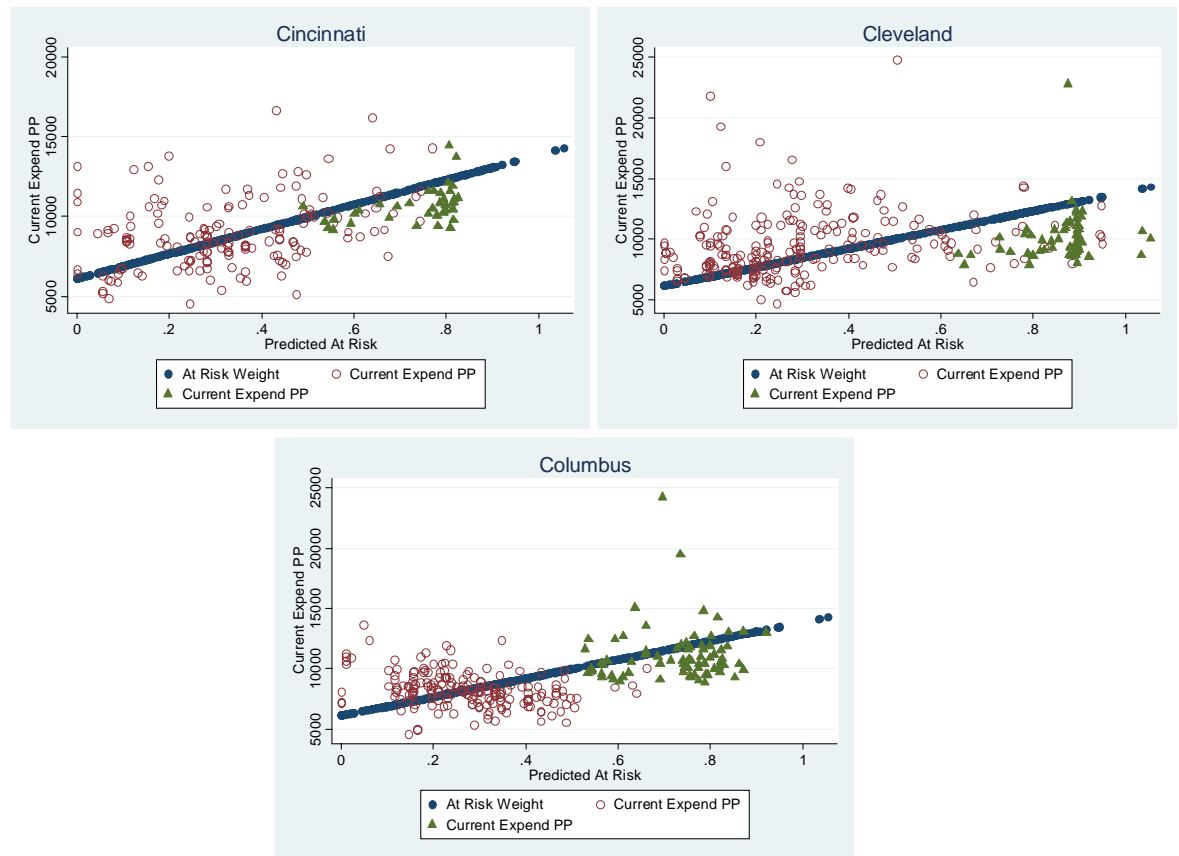 Cincinnati
Current Expend PP
20000
15000
10000
5000
0 .2 .4 .6 .8 1
Predicted At Risk
At Risk Weight Current Expend PP
Current Expend PP
Cleveland
Current Expend PP
25000
20000
15000
10000
5000
0 .2 .4 .6 .8 1
Predicted At Risk
At Risk Weight Current Expend PP
Current Expend PP
Columbus
Current Expend PP
25000
20000
15000
10000
5000
0 .2 .4 .6 .8 1
Predicted At Risk
At Risk Weight Current Expend PP
Current Expend PP